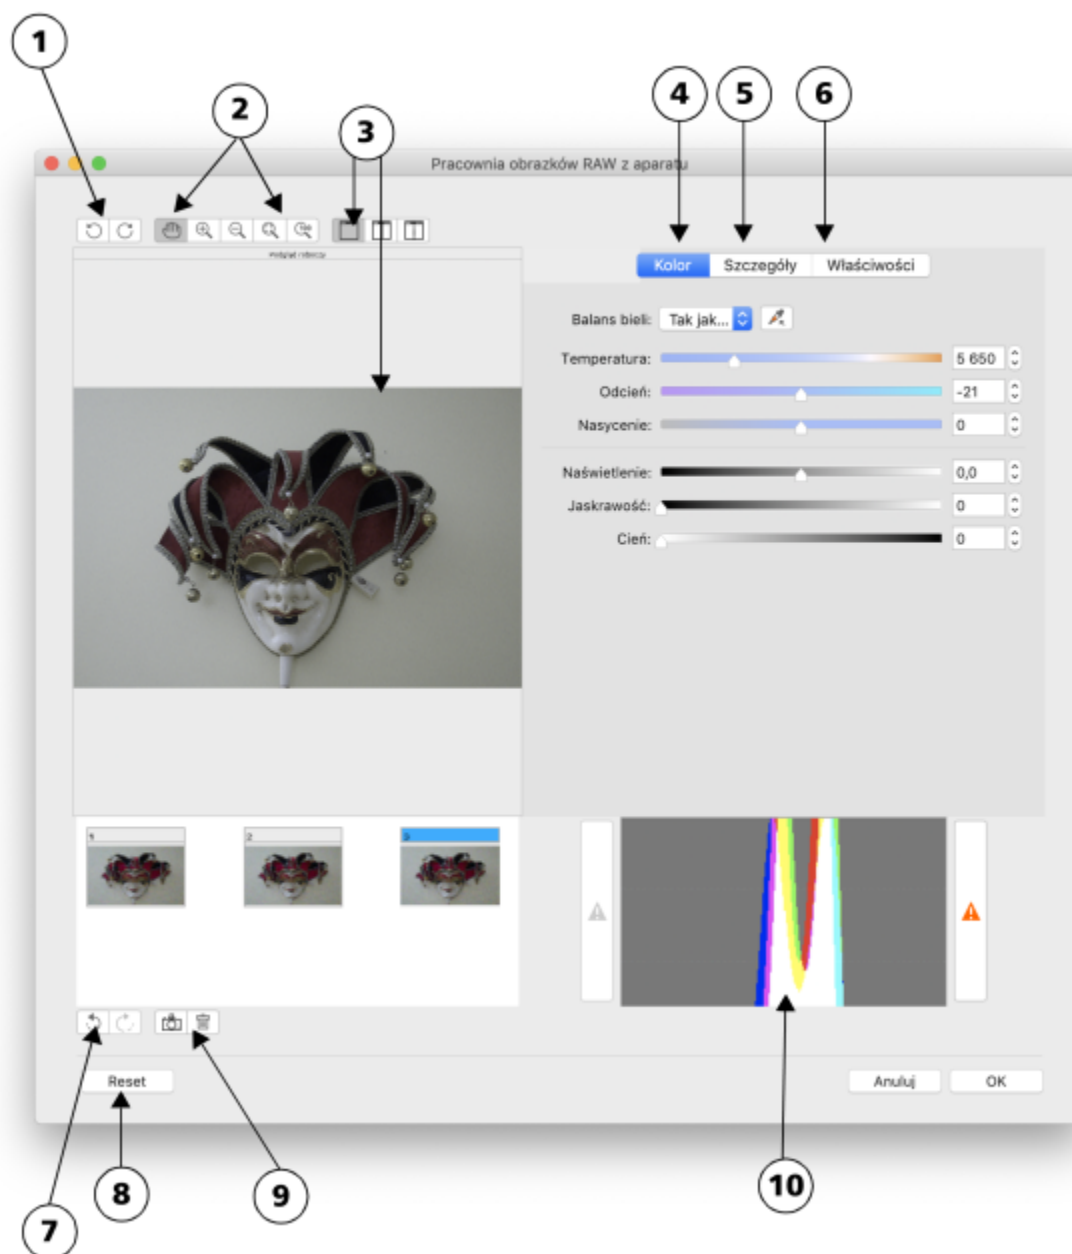 1
2
3
4 5 6
Pracownia obrazków RAW z aparatu
Podgląd roboczy
Kolor Szczegóły Właściwości
Balans bieli: Tak jak...
Temperatura: 5 650
Odcień: -21
Nasycenie: 0
Naświetlenie: 0,0
Jaskrawość: 0
Cień: 0
1 2 3
Reset Anuluj OK
7 8 9 10